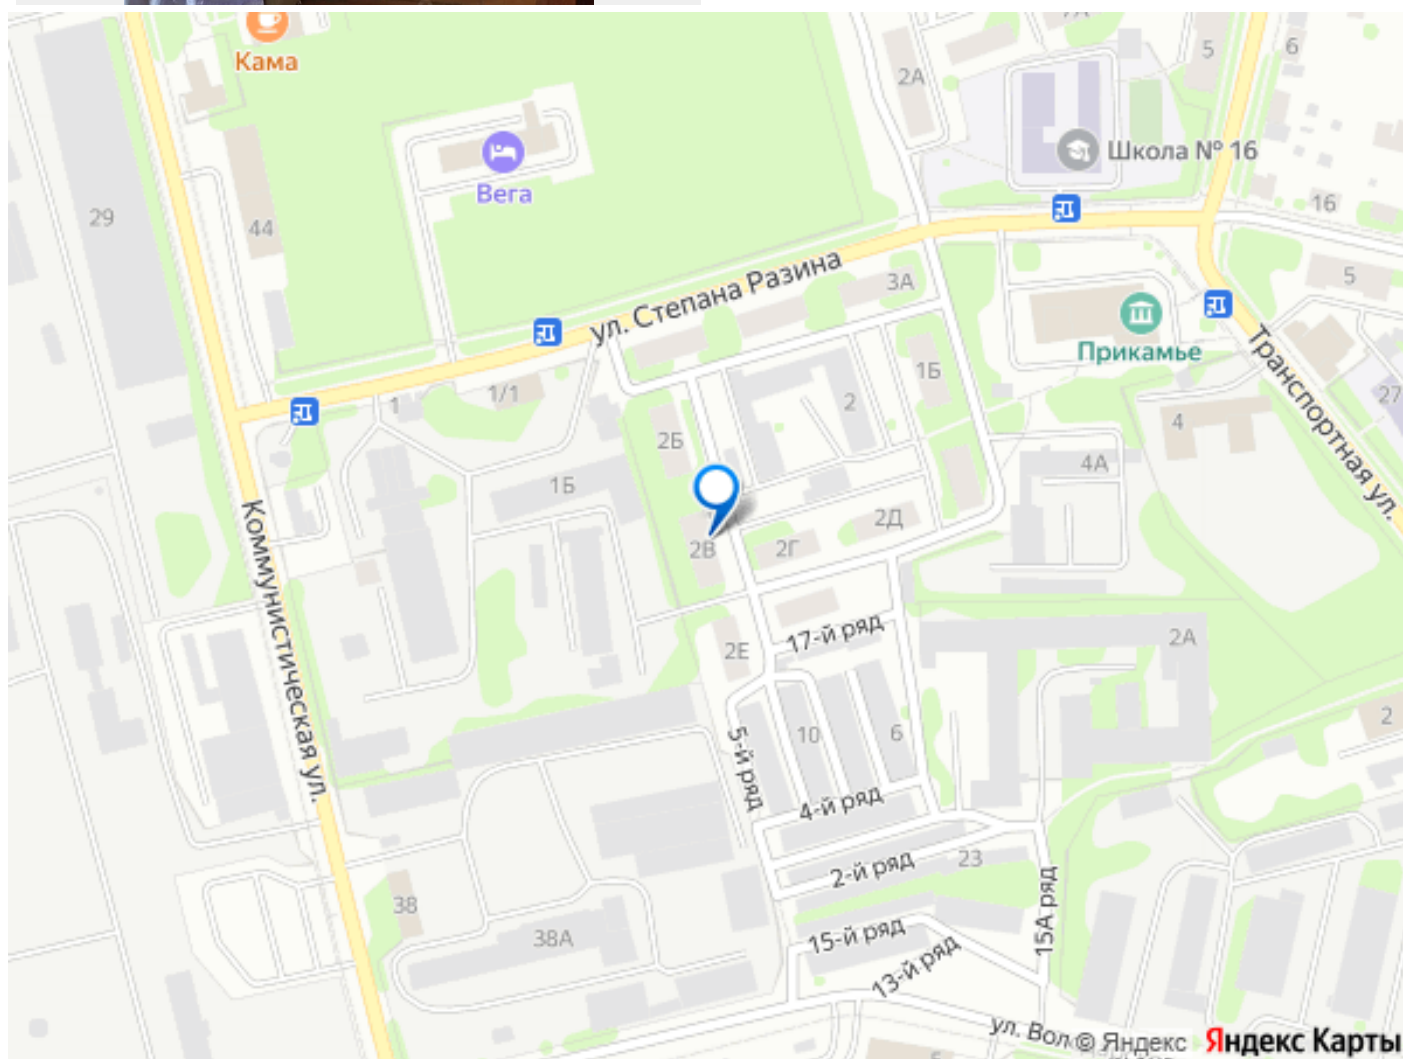 Кама
7А
5
6
2А
Школа № 16
Вега
29
44
16
ул. Степана Разина
3А
5
Прикамье
1/1
1
1Б
2
27
Транспортная ул.
2Б
4
4А
1Б
2Д
2В
2Г
Коммунистическая ул.
17-й ряд
2Е
2А
2
10
6
5-й ряд
4-й ряд
2-й ряд
23
38
15А ряд
38А
15-й ряд
13-й ряд
ул. Вол
© Яндекс Яндекс Карты